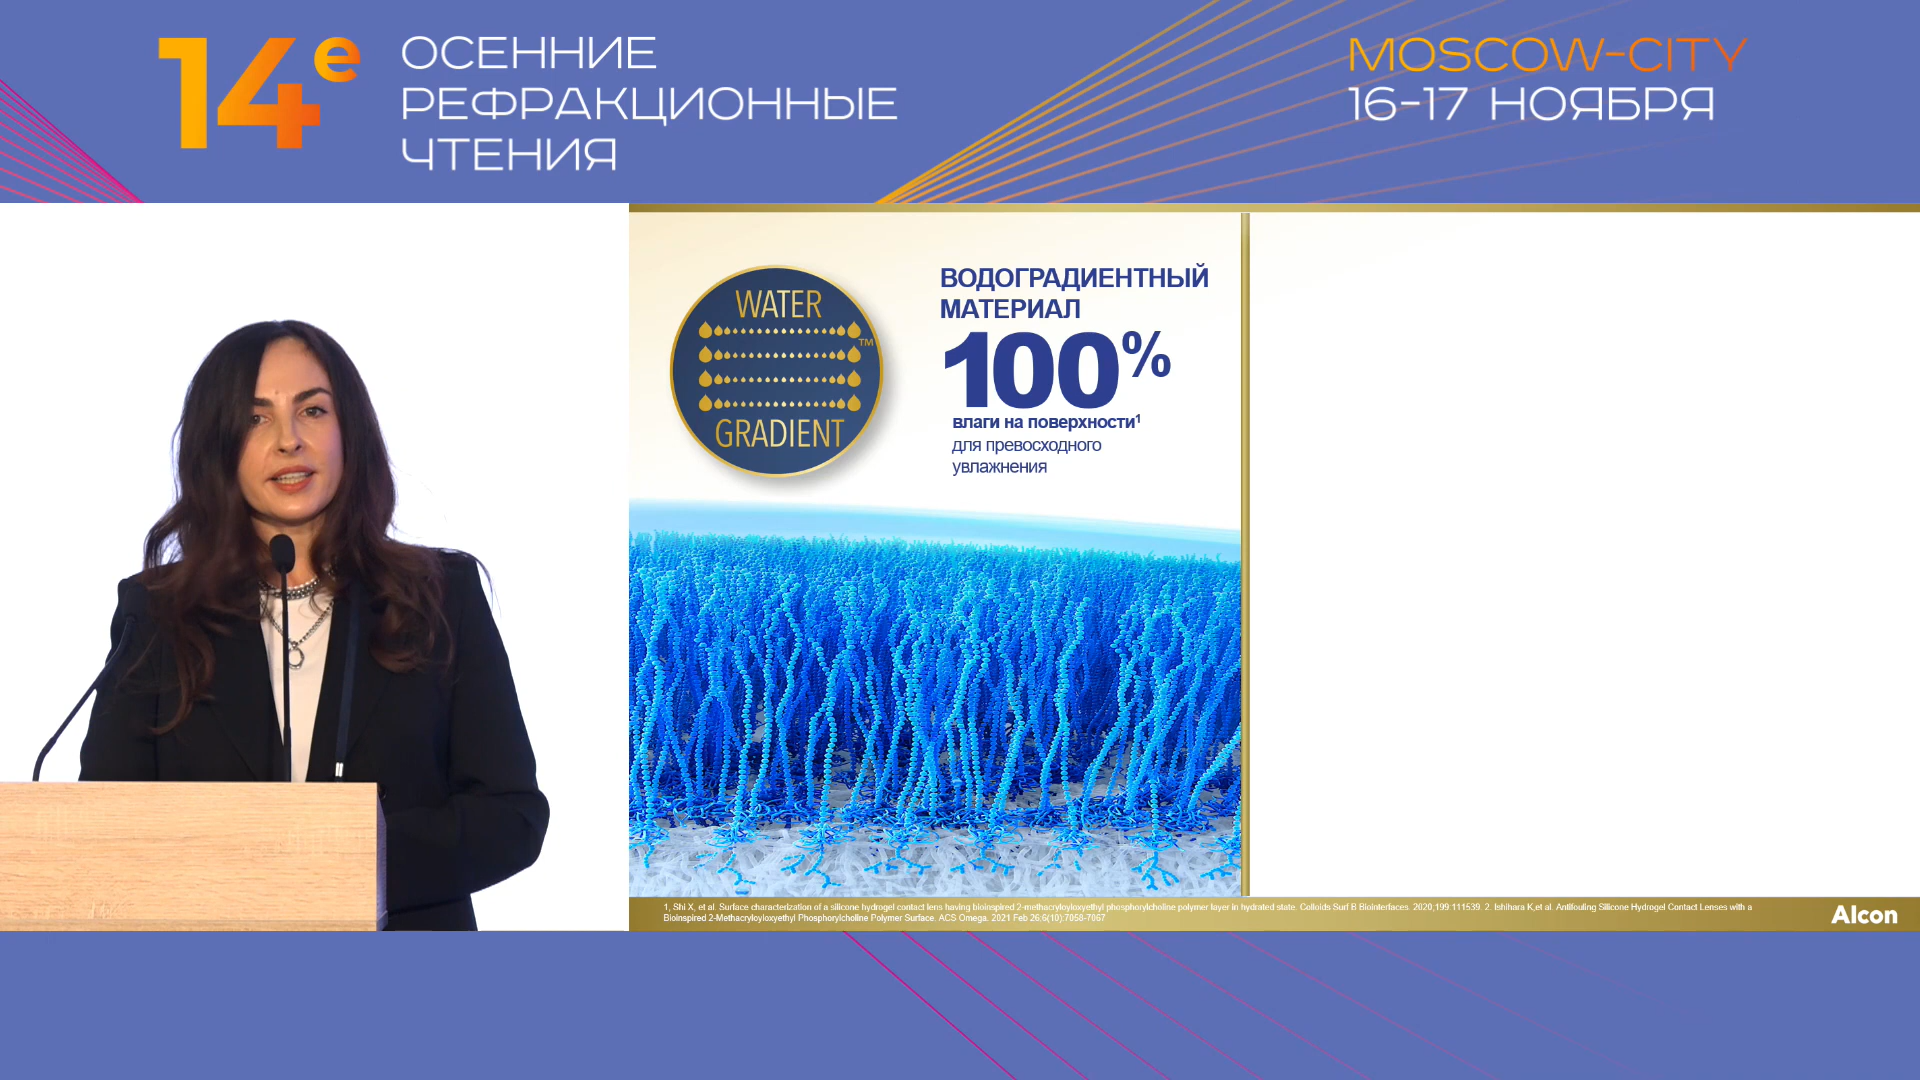 14е
ОСЕННИЕ
РЕФРАКЦИОННЫЕ
ЧТЕНИЯ
MOSCOW-CITY
16-17 НОЯБРЯ
WATER
™
GRADIENT
ВОДОГРАДИЕНТНЫЙ
МАТЕРИАЛ
100%
влаги на поверхности¹
для превосходного
увлажнения
1, Shi X, et al. Surface characterization of a silicone hydrogel contact lens having bioinspired 2-methacryloyloxyethyl phosphorylcholine polymer layer in hydrated state. Colloids Surf B Biointerfaces. 2020;199:111539. 2. Ishihara K,et al. Antifouling Silicone Hydrogel Contact Lenses with a
Bioinspired 2-Methacryloyloxyethyl Phosphorylcholine Polymer Surface. ACS Omega. 2021 Feb 26;6(10):7058-7067
Alcon